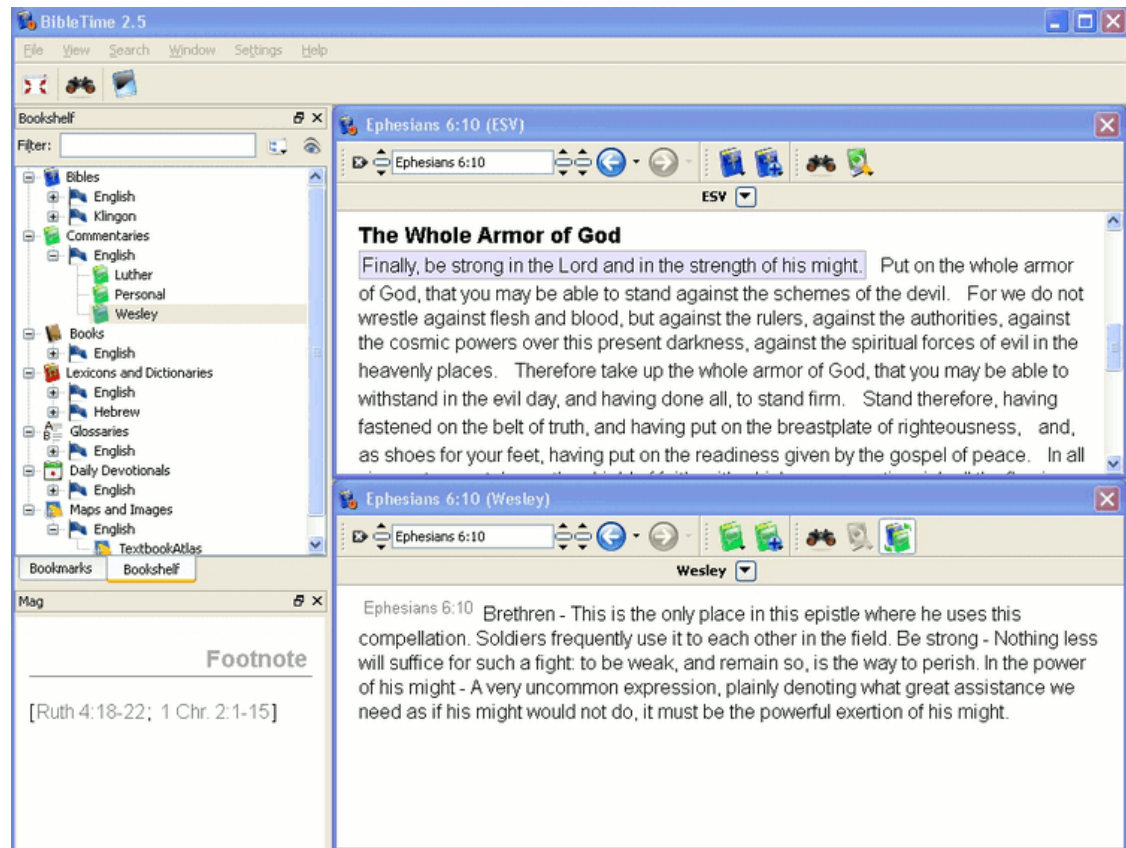 BibleTime 2.5
File View Search Window Settings Help
Bookshelf
Filter:
Bibles
English
Klingon
Commentaries
English
Luther
Personal
Wesley
Books
English
Lexicons and Dictionaries
English
Hebrew
Glossaries
English
Daily Devotionals
English
Maps and Images
English
TextbookAtlas
Bookmarks Bookshelf
Mag
Footnote
[Ruth 4:18-22; 1 Chr. 2:1-15]
Ephesians 6:10 (ESV)
Ephesians 6:10
ESV
The Whole Armor of God
Finally, be strong in the Lord and in the strength of his might. Put on the whole armor
of God, that you may be able to stand against the schemes of the devil. For we do not
wrestle against flesh and blood, but against the rulers, against the authorities, against
the cosmic powers over this present darkness, against the spiritual forces of evil in the
heavenly places. Therefore take up the whole armor of God, that you may be able to
withstand in the evil day, and having done all, to stand firm. Stand therefore, having
fastened on the belt of truth, and having put on the breastplate of righteousness, and,
as shoes for your feet, having put on the readiness given by the gospel of peace. In all
Ephesians 6:10 (Wesley)
Ephesians 6:10
Wesley
Ephesians 6:10 Brethren - This is the only place in this epistle where he uses this
compellation. Soldiers frequently use it to each other in the field. Be strong - Nothing less
will suffice for such a fight: to be weak, and remain so, is the way to perish. In the power
of his might - A very uncommon expression, plainly denoting what great assistance we
need as if his might would not do, it must be the powerful exertion of his might.